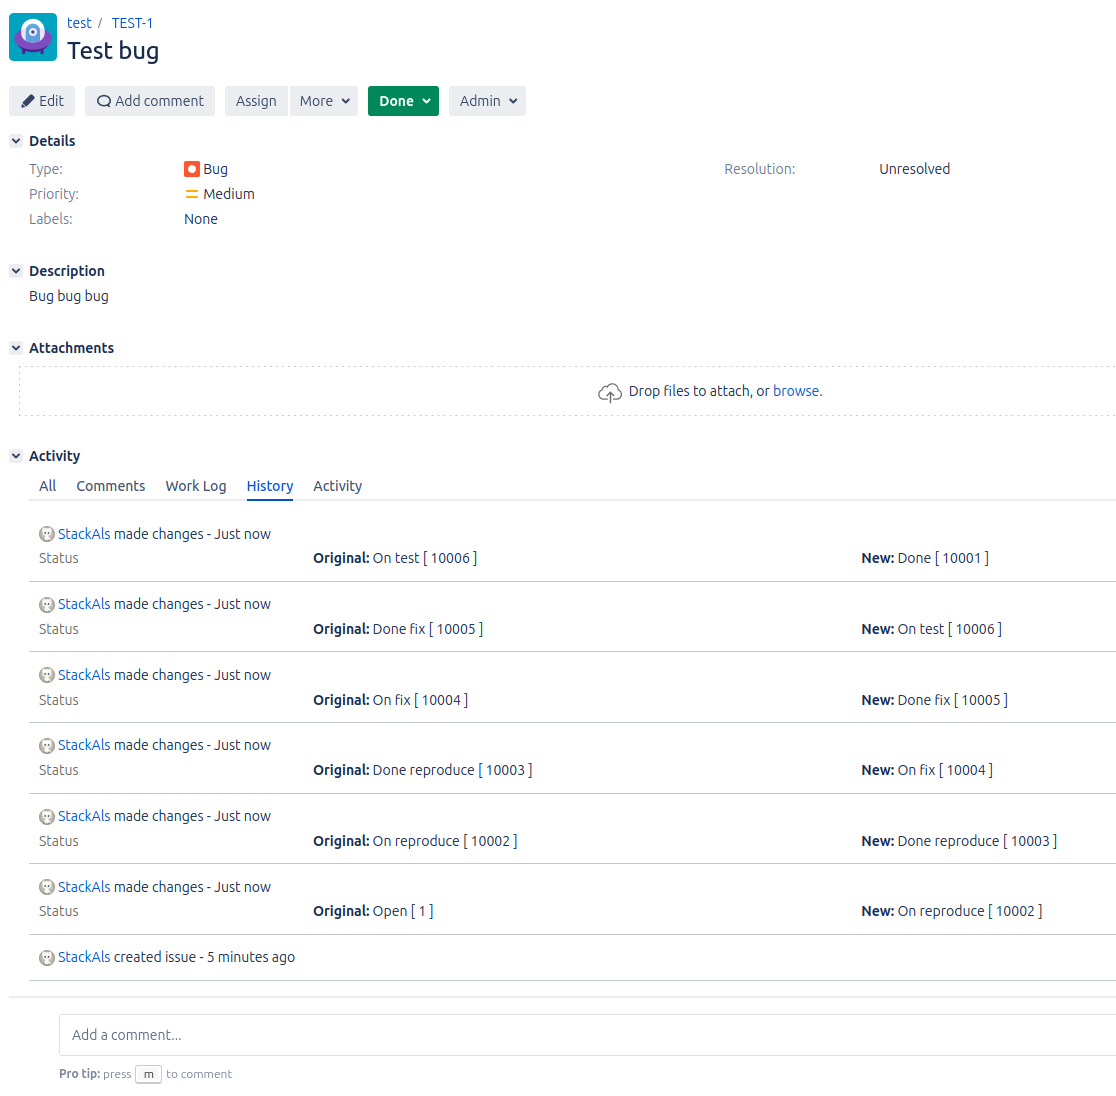 test / TEST-1
Test bug
Edit Add comment Assign More Done Admin
Details
Type: Bug Resolution: Unresolved
Priority: Medium
Labels: None
Description
Bug bug bug
Attachments
Drop files to attach, or browse.
Activity
All Comments Work Log History Activity
StackAls made changes - Just now
Status Original: On test [ 10006 ] New: Done [ 10001 ]
StackAls made changes - Just now
Status Original: Done fix [ 10005 ] New: On test [ 10006 ]
StackAls made changes - Just now
Status Original: On fix [ 10004 ] New: Done fix [ 10005 ]
StackAls made changes - Just now
Status Original: Done reproduce [ 10003 ] New: On fix [ 10004 ]
StackAls made changes - Just now
Status Original: On reproduce [ 10002 ] New: Done reproduce [ 10003 ]
StackAls made changes - Just now
Status Original: Open [ 1 ] New: On reproduce [ 10002 ]
StackAls created issue - 5 minutes ago
Add a comment...
Pro tip: press m to comment